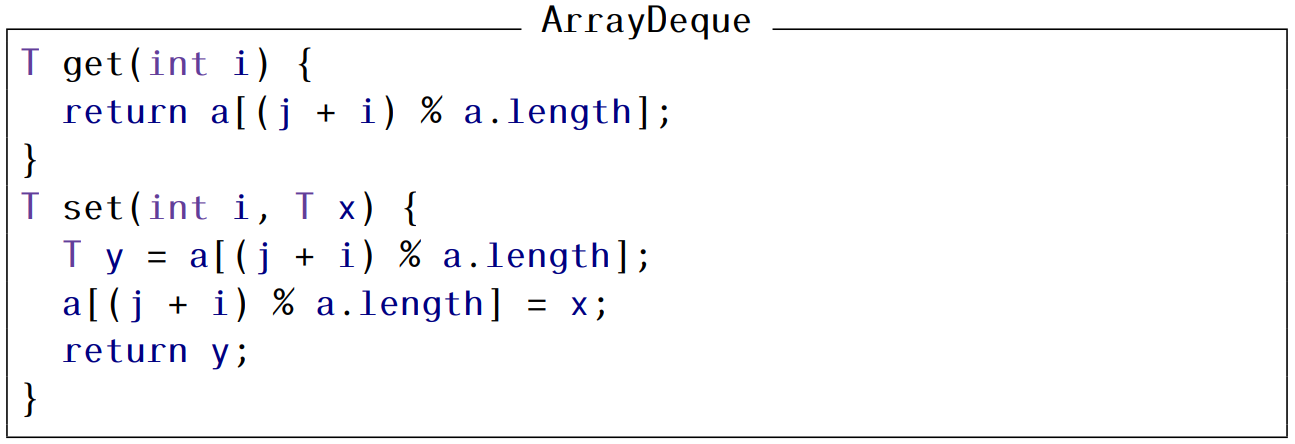 ArrayDeque
T get(int i) {
  return a[(j + i) % a.length];
}
T set(int i, T x) {
  T y = a[(j + i) % a.length];
  a[(j + i) % a.length] = x;
  return y;
}